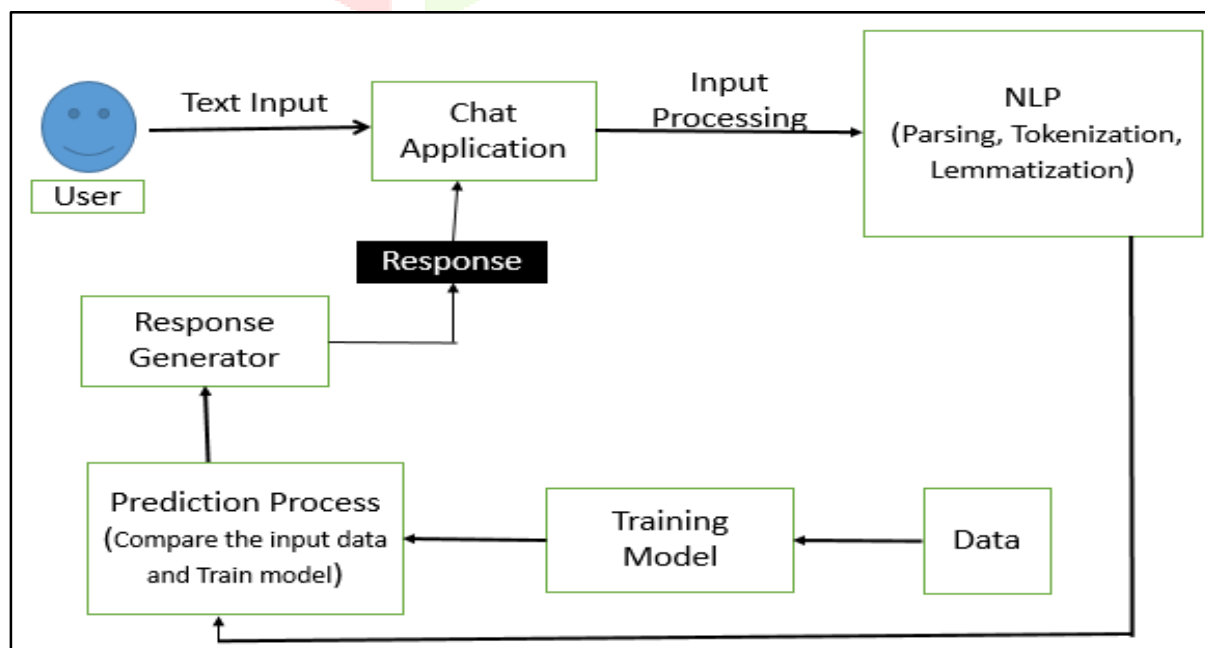 Text Input
User
Chat
Application
Input
Processing
NLP
(Parsing, Tokenization,
Lemmatization)
Response
Response
Generator
Prediction Process
(Compare the input data
and Train model)
Training
Model
Data